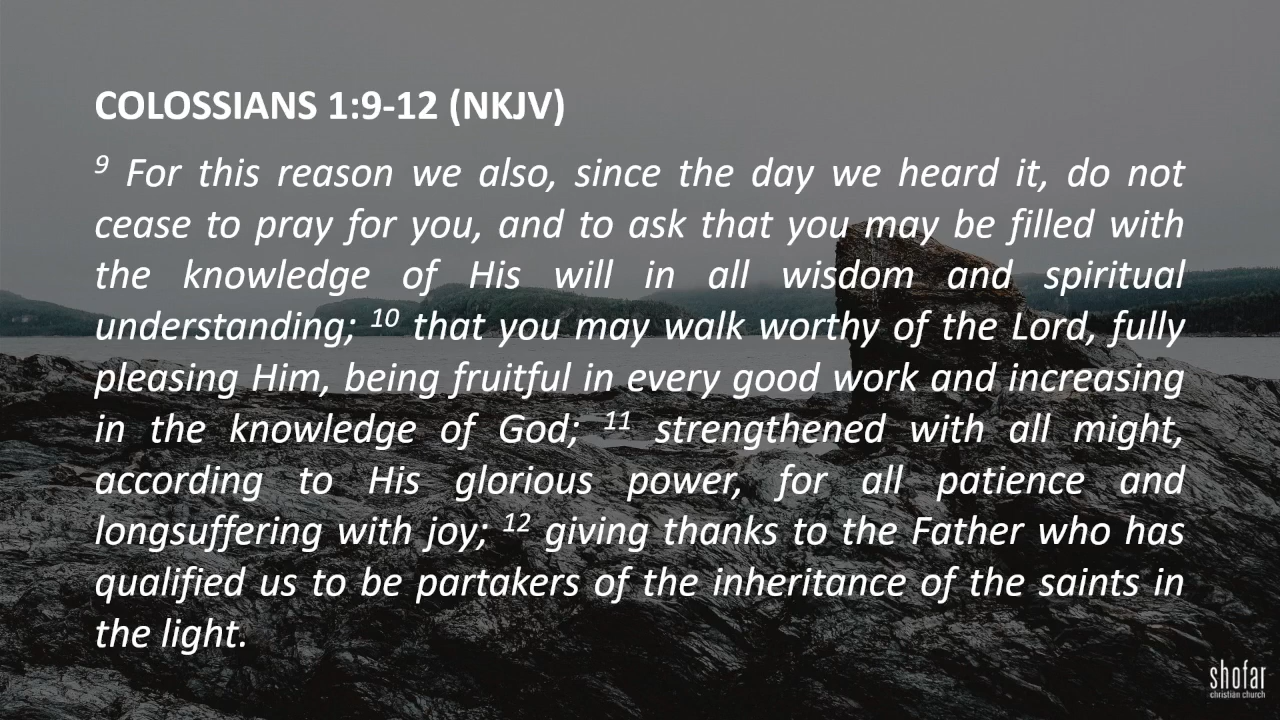 COLOSSIANS 1:9-12 (NKJV)
9 For this reason we also, since the day we heard it, do not
cease to pray for you, and to ask that you may be filled with
the knowledge of His will in all wisdom and spiritual
understanding; 10 that you may walk worthy of the Lord, fully
pleasing Him, being fruitful in every good work and increasing
in the knowledge of God; 11 strengthened with all might,
according to His glorious power, for all patience and
longsuffering with joy; 12 giving thanks to the Father who has
qualified us to be partakers of the inheritance of the saints in
the light.
shofar
christian church